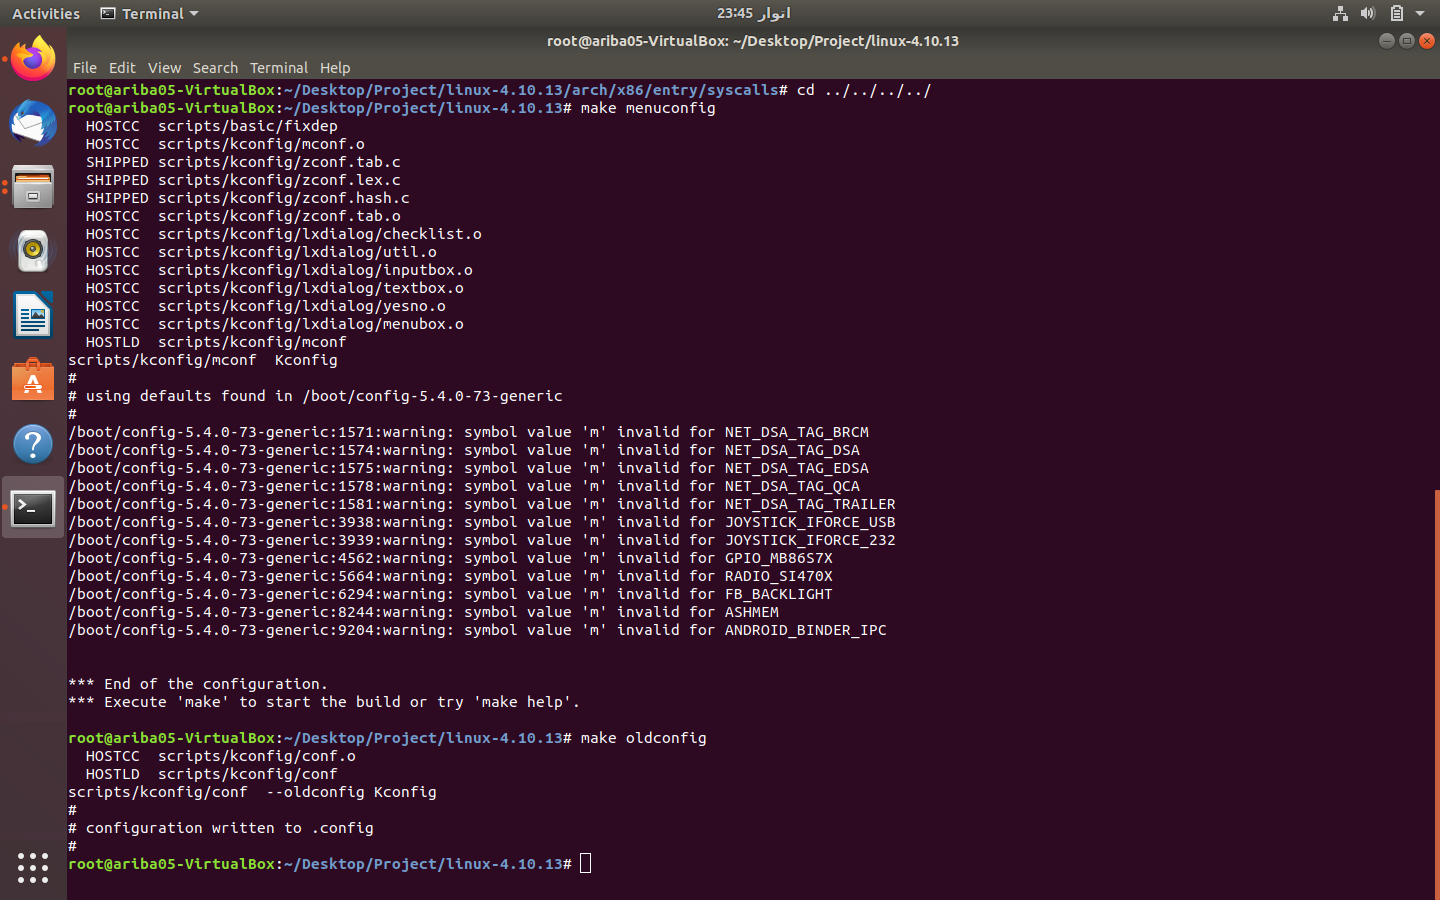 Activities Terminal اتوار 23:45
root@ariba05-VirtualBox: ~/Desktop/Project/linux-4.10.13
File Edit View Search Terminal Help
root@ariba05-VirtualBox:~/Desktop/Project/linux-4.10.13/arch/x86/entry/syscalls# cd ../../../../
root@ariba05-VirtualBox:~/Desktop/Project/linux-4.10.13# make menuconfig
  HOSTCC  scripts/basic/fixdep
  HOSTCC  scripts/kconfig/mconf.o
  SHIPPED scripts/kconfig/zconf.tab.c
  SHIPPED scripts/kconfig/zconf.lex.c
  SHIPPED scripts/kconfig/zconf.hash.c
  HOSTCC  scripts/kconfig/zconf.tab.o
  HOSTCC  scripts/kconfig/lxdialog/checklist.o
  HOSTCC  scripts/kconfig/lxdialog/util.o
  HOSTCC  scripts/kconfig/lxdialog/inputbox.o
  HOSTCC  scripts/kconfig/lxdialog/textbox.o
  HOSTCC  scripts/kconfig/lxdialog/yesno.o
  HOSTCC  scripts/kconfig/lxdialog/menubox.o
  HOSTLD  scripts/kconfig/mconf
scripts/kconfig/mconf  Kconfig
#
# using defaults found in /boot/config-5.4.0-73-generic
#
/boot/config-5.4.0-73-generic:1571:warning: symbol value 'm' invalid for NET_DSA_TAG_BRCM
/boot/config-5.4.0-73-generic:1574:warning: symbol value 'm' invalid for NET_DSA_TAG_DSA
/boot/config-5.4.0-73-generic:1575:warning: symbol value 'm' invalid for NET_DSA_TAG_EDSA
/boot/config-5.4.0-73-generic:1578:warning: symbol value 'm' invalid for NET_DSA_TAG_QCA
/boot/config-5.4.0-73-generic:1581:warning: symbol value 'm' invalid for NET_DSA_TAG_TRAILER
/boot/config-5.4.0-73-generic:3938:warning: symbol value 'm' invalid for JOYSTICK_IFORCE_USB
/boot/config-5.4.0-73-generic:3939:warning: symbol value 'm' invalid for JOYSTICK_IFORCE_232
/boot/config-5.4.0-73-generic:4562:warning: symbol value 'm' invalid for GPIO_MB86S7X
/boot/config-5.4.0-73-generic:5664:warning: symbol value 'm' invalid for RADIO_SI470X
/boot/config-5.4.0-73-generic:6294:warning: symbol value 'm' invalid for FB_BACKLIGHT
/boot/config-5.4.0-73-generic:8244:warning: symbol value 'm' invalid for ASHMEM
/boot/config-5.4.0-73-generic:9204:warning: symbol value 'm' invalid for ANDROID_BINDER_IPC
*** End of the configuration.
*** Execute 'make' to start the build or try 'make help'.
root@ariba05-VirtualBox:~/Desktop/Project/linux-4.10.13# make oldconfig
  HOSTCC  scripts/kconfig/conf.o
  HOSTLD  scripts/kconfig/conf
scripts/kconfig/conf  --oldconfig Kconfig
#
# configuration written to .config
#
root@ariba05-VirtualBox:~/Desktop/Project/linux-4.10.13#